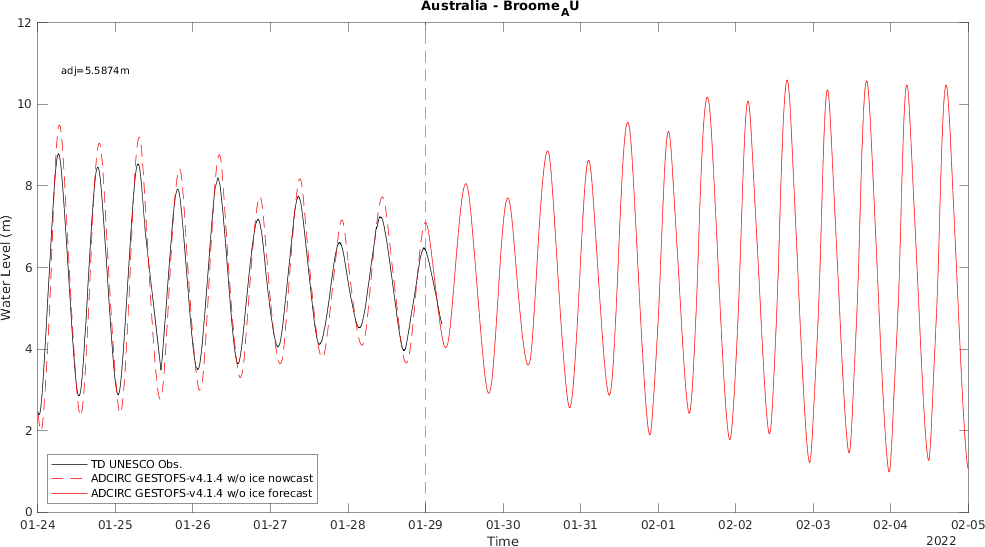 Australia - Broome_AU
12
10
8
6
4
2
0
Water Level (m)
adj=5.5874m
TD UNESCO Obs.
ADCIRC GESTOFS-v4.1.4 w/o ice nowcast
ADCIRC GESTOFS-v4.1.4 w/o ice forecast
01-24 01-25 01-26 01-27 01-28 01-29 01-30 01-31 02-01 02-02 02-03 02-04 02-05
Time
2022